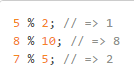 5 % 2; // => 1
8 % 10; // => 8
7 % 5; // => 2